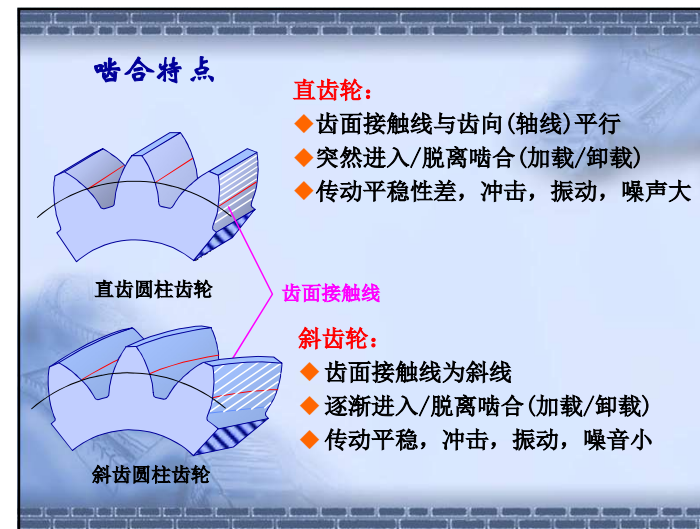 啮合特点
直齿轮：
◆齿面接触线与齿向(轴线)平行
◆突然进入/脱离啮合(加载/卸载)
◆传动平稳性差，冲击，振动，噪声大
直齿圆柱齿轮
齿面接触线
斜齿轮：
◆ 齿面接触线为斜线
◆ 逐渐进入/脱离啮合(加载/卸载)
◆ 传动平稳，冲击，振动，噪音小
斜齿圆柱齿轮